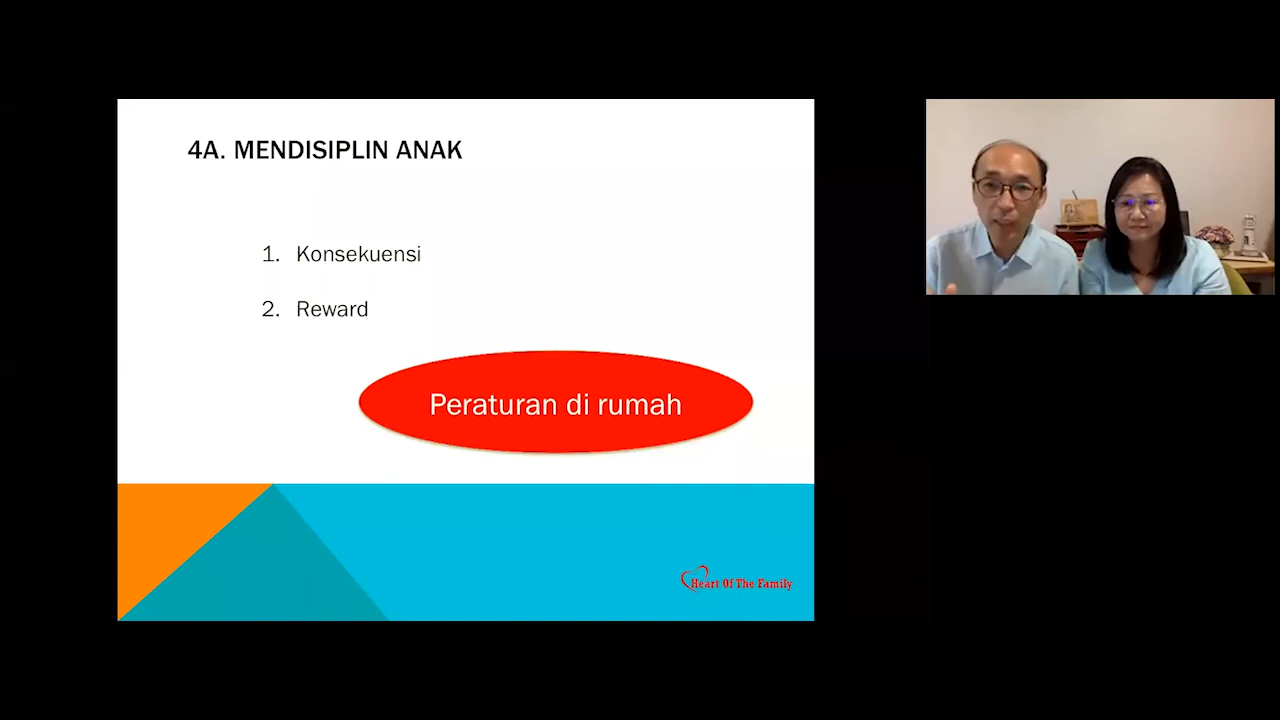 4A. MENDISIPLIN ANAK
1. Konsekuensi
2. Reward
Peraturan di rumah
Heart Of The Family